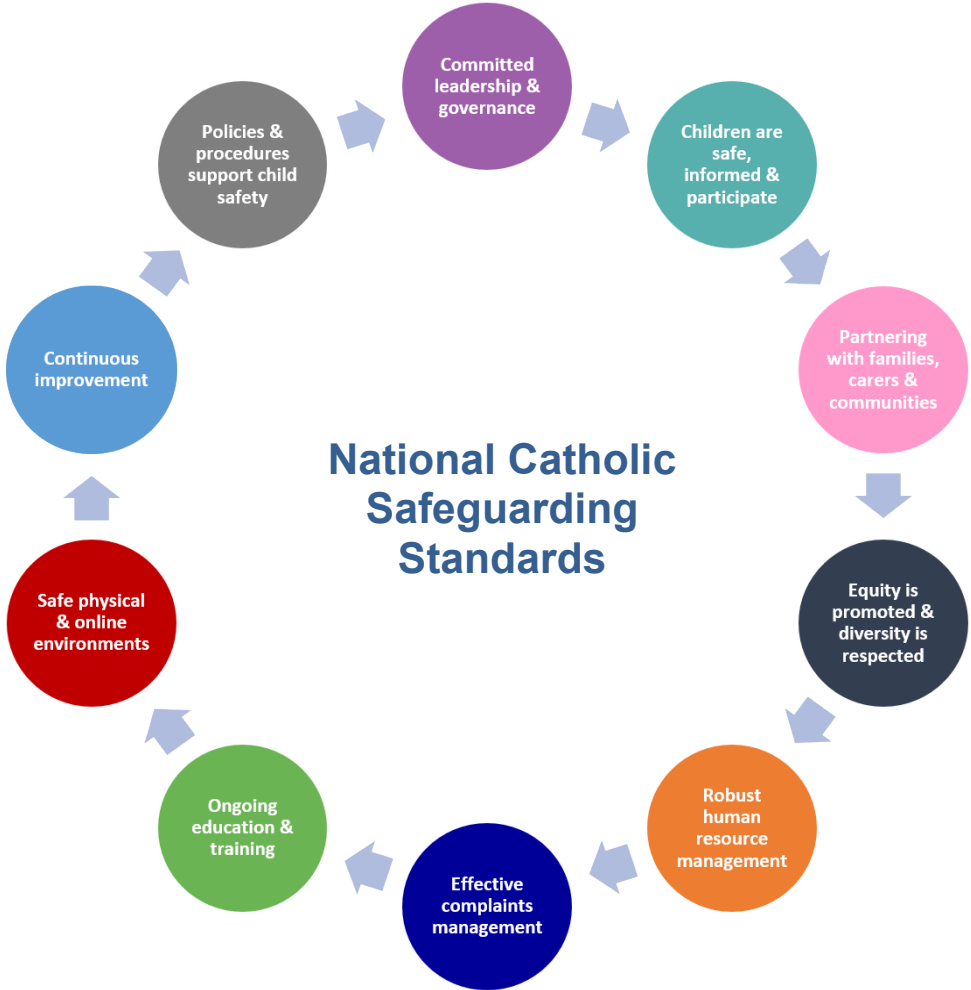 Committed
leadership &
governance
Children are
safe,
informed &
participate
Partnering
with families,
carers &
communities
Equity is
promoted &
diversity is
respected
Robust
human
resource
management
Effective
complaints
management
Ongoing
education &
training
Safe physical
& online
environments
Continuous
improvement
Policies &
procedures
support child
safety
National Catholic
Safeguarding
Standards